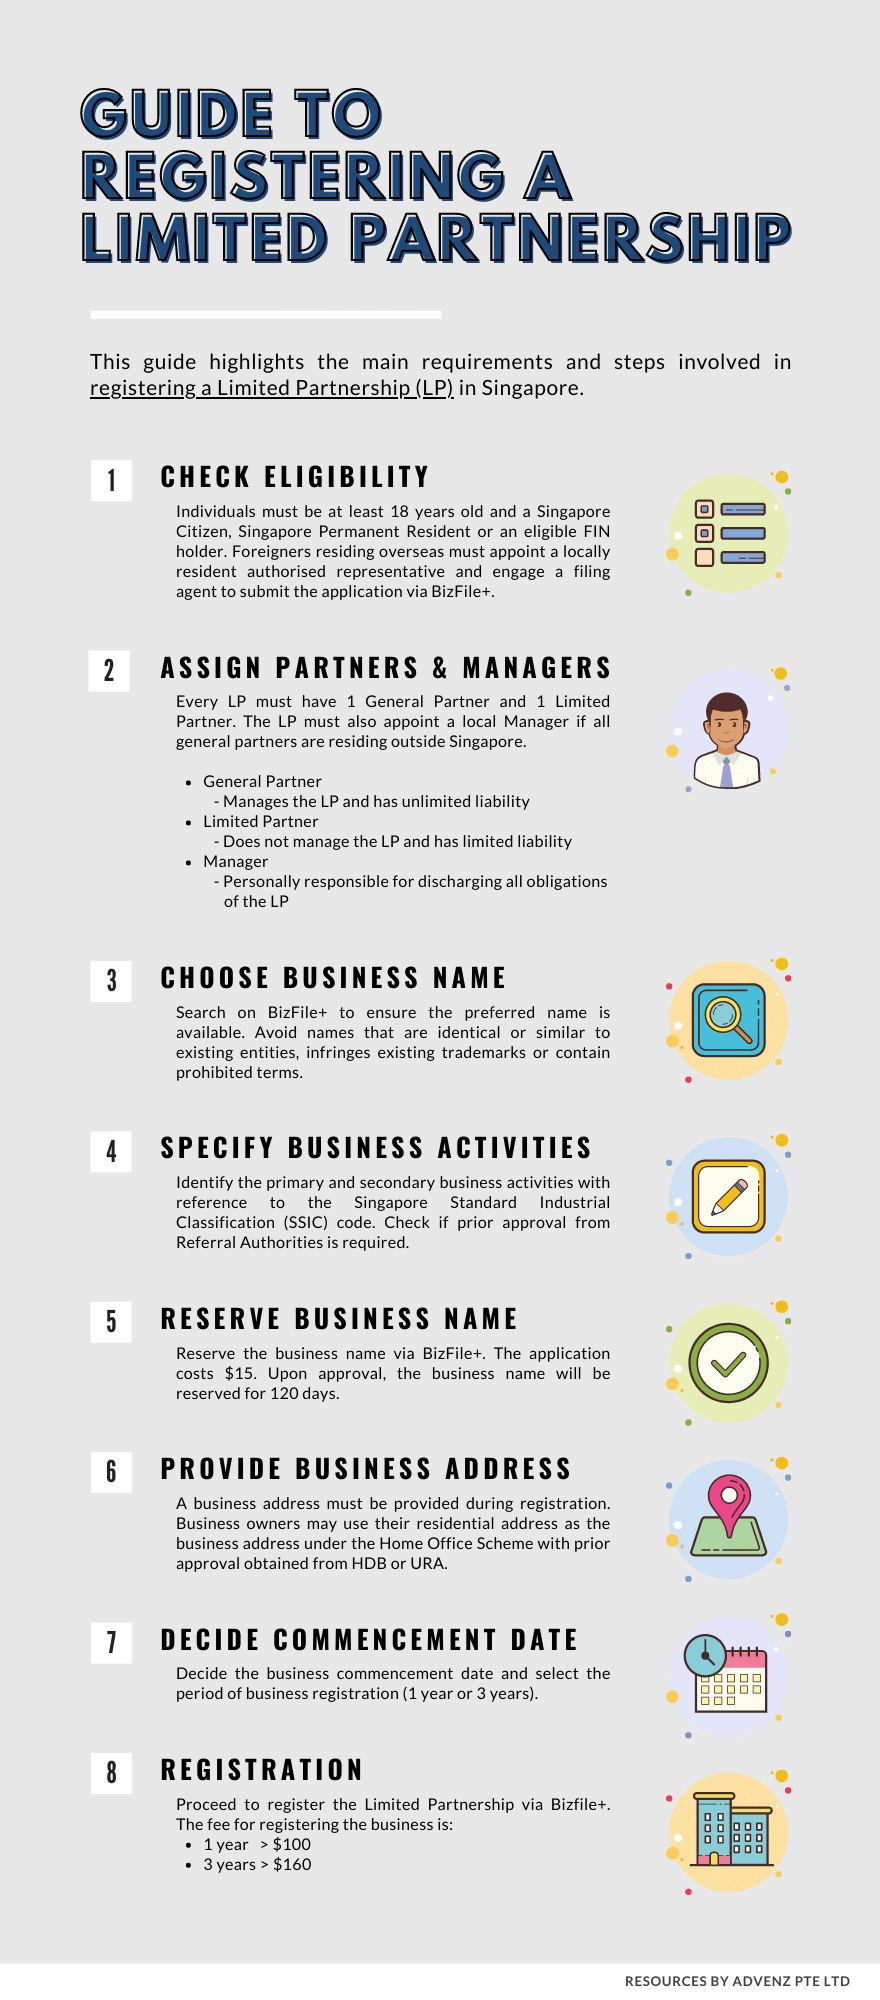 GUIDE TO
REGISTERING A
LIMITED PARTNERSHIP
This guide highlights the main requirements and steps involved in
registering a Limited Partnership (LP) in Singapore.
1
CHECK ELIGIBILITY
Individuals must be at least 18 years old and a Singapore
Citizen, Singapore Permanent Resident or an eligible FIN
holder. Foreigners residing overseas must appoint a locally
resident authorised representative and engage a filing
agent to submit the application via BizFile+.
2
ASSIGN PARTNERS & MANAGERS
Every LP must have 1 General Partner and 1 Limited
Partner. The LP must also appoint a local Manager if all
general partners are residing outside Singapore.
• General Partner
- Manages the LP and has unlimited liability
• Limited Partner
- Does not manage the LP and has limited liability
• Manager
- Personally responsible for discharging all obligations
of the LP
3
CHOOSE BUSINESS NAME
Search on BizFile+ to ensure the preferred name is
available. Avoid names that are identical or similar to
existing entities, infringes existing trademarks or contain
prohibited terms.
4
SPECIFY BUSINESS ACTIVITIES
Identify the primary and secondary business activities with
reference to the Singapore Standard Industrial
Classification (SSIC) code. Check if prior approval from
Referral Authorities is required.
5
RESERVE BUSINESS NAME
Reserve the business name via BizFile+. The application
costs $15. Upon approval, the business name will be
reserved for 120 days.
6
PROVIDE BUSINESS ADDRESS
A business address must be provided during registration.
Business owners may use their residential address as the
business address under the Home Office Scheme with prior
approval obtained from HDB or URA.
7
DECIDE COMMENCEMENT DATE
Decide the business commencement date and select the
period of business registration (1 year or 3 years).
8
REGISTRATION
Proceed to register the Limited Partnership via Bizfile+.
The fee for registering the business is:
• 1 year > $100
• 3 years > $160
RESOURCES BY ADVENZ PTE LTD